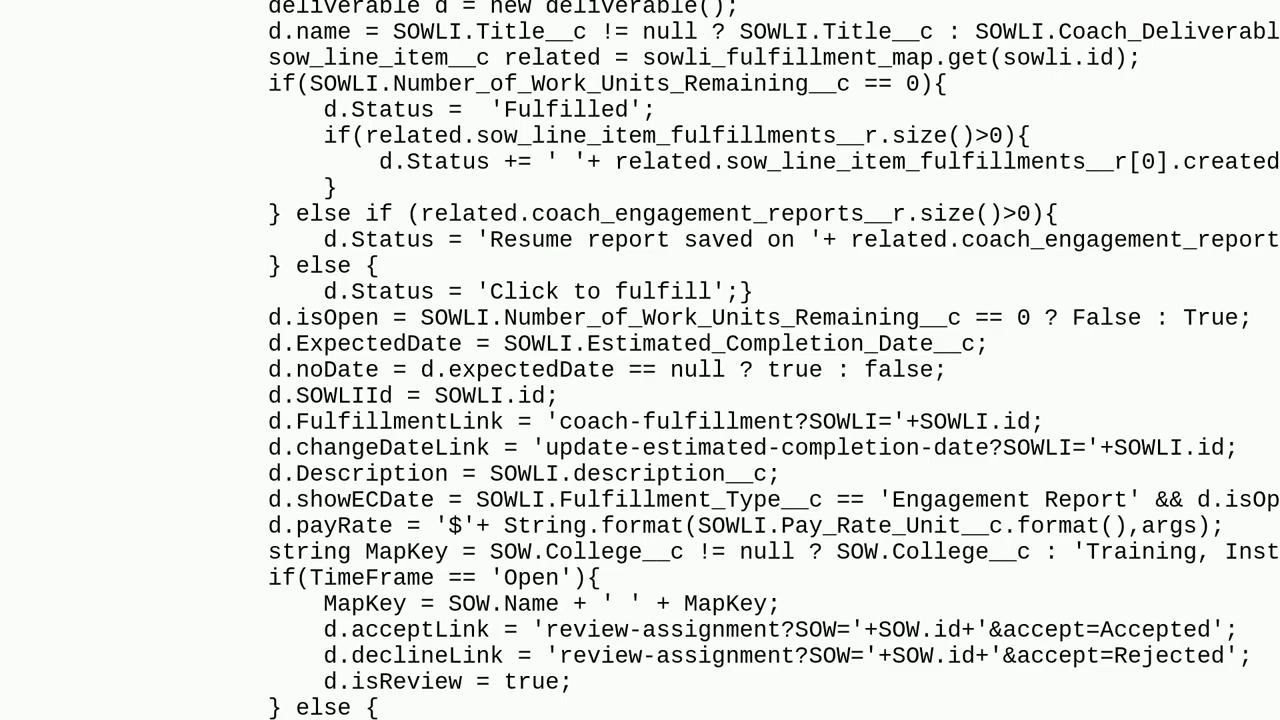 deliverable d = new deliverable();
d.name = SOWLI.Title__c != null ? SOWLI.Title__c : SOWLI.Coach_Deliverabl
sow_line_item__c related = sowli_fulfillment_map.get(sowli.id);
if(SOWLI.Number_of_Work_Units_Remaining__c == 0){
    d.Status =  'Fulfilled';
    if(related.sow_line_item_fulfillments__r.size()>0){
        d.Status += ' '+ related.sow_line_item_fulfillments__r[0].created
    }
} else if (related.coach_engagement_reports__r.size()>0){
    d.Status = 'Resume report saved on '+ related.coach_engagement_report
} else {
    d.Status = 'Click to fulfill';}
d.isOpen = SOWLI.Number_of_Work_Units_Remaining__c == 0 ? False : True;
d.ExpectedDate = SOWLI.Estimated_Completion_Date__c;
d.noDate = d.expectedDate == null ? true : false;
d.SOWLIId = SOWLI.id;
d.FulfillmentLink = 'coach-fulfillment?SOWLI='+SOWLI.id;
d.changeDateLink = 'update-estimated-completion-date?SOWLI='+SOWLI.id;
d.Description = SOWLI.description__c;
d.showECDate = SOWLI.Fulfillment_Type__c == 'Engagement Report' && d.isOp
d.payRate = '$'+ String.format(SOWLI.Pay_Rate_Unit__c.format(),args);
string MapKey = SOW.College__c != null ? SOW.College__c : 'Training, Inst
if(TimeFrame == 'Open'){
    MapKey = SOW.Name + ' ' + MapKey;
    d.acceptLink = 'review-assignment?SOW='+SOW.id+'&accept=Accepted';
    d.declineLink = 'review-assignment?SOW='+SOW.id+'&accept=Rejected';
    d.isReview = true;
} else {